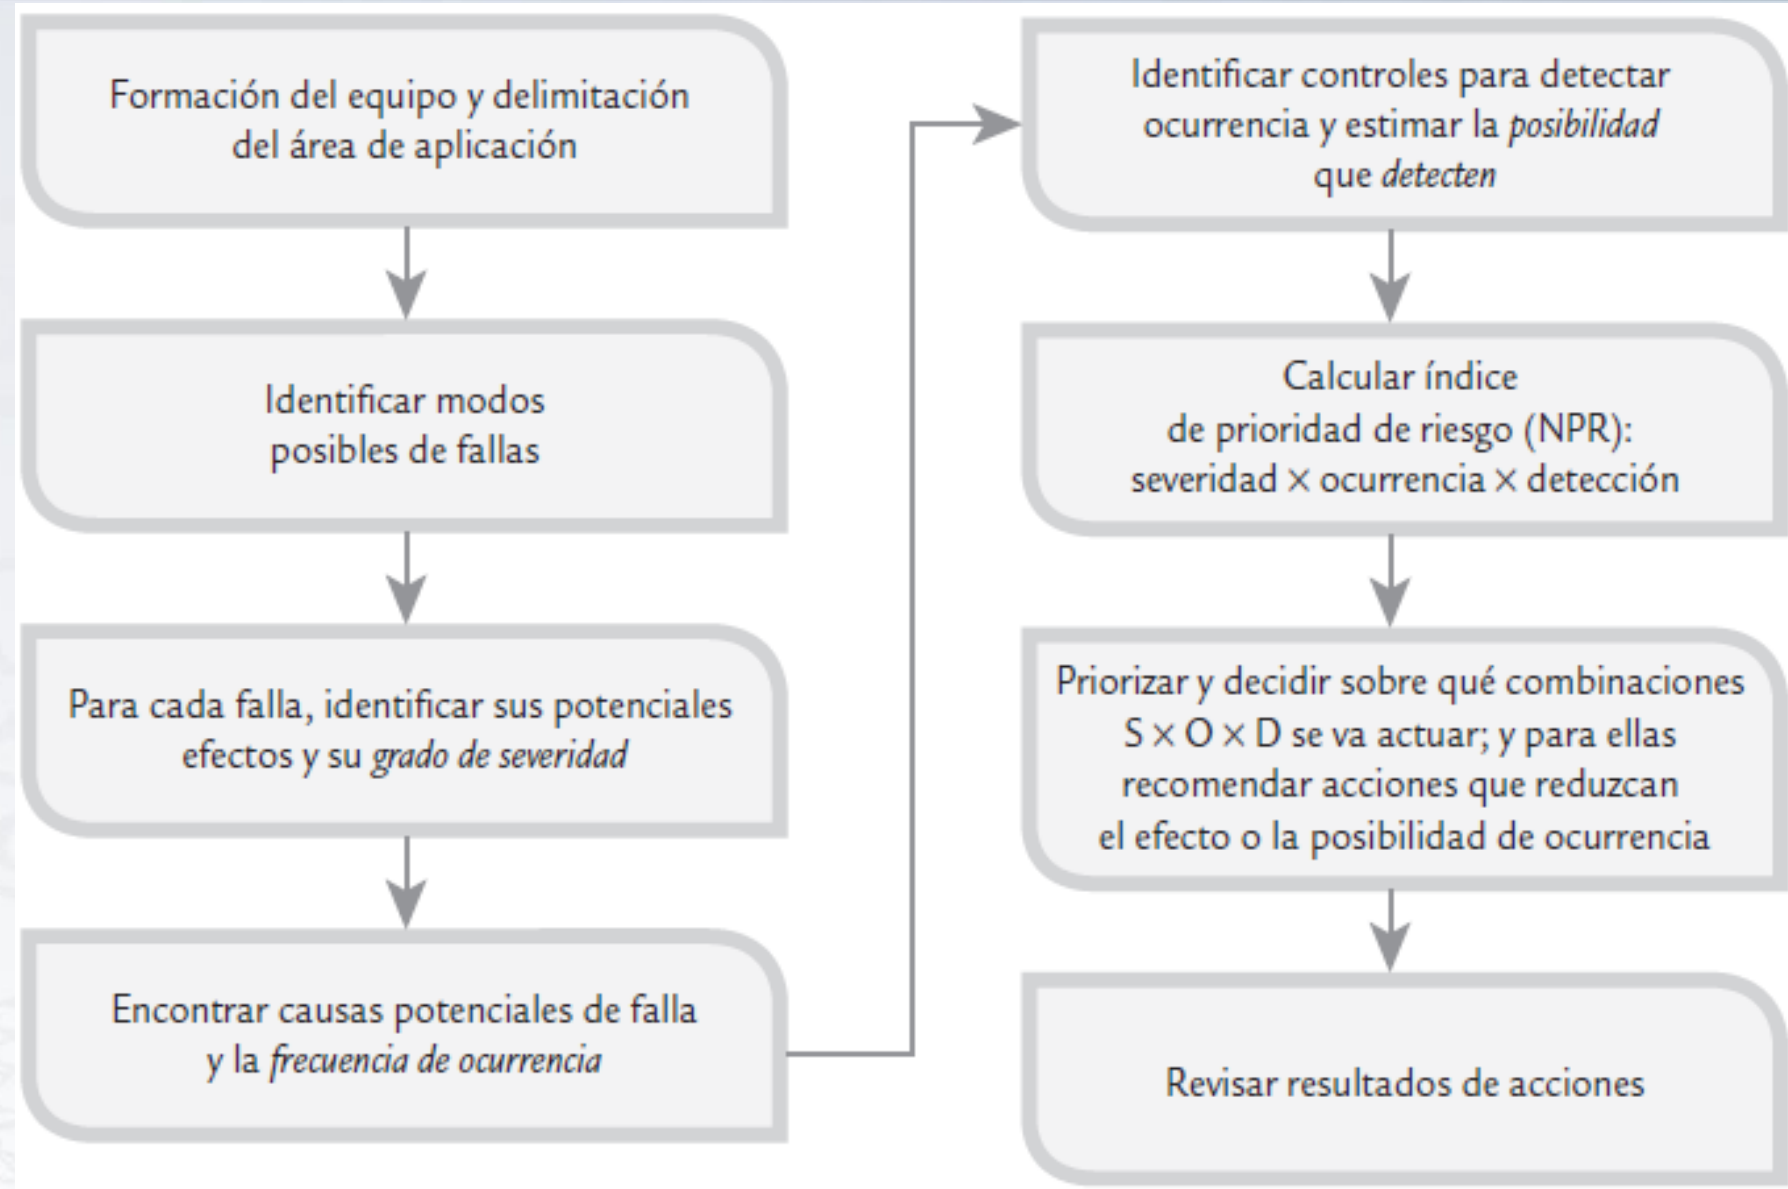 Formación del equipo y delimitación
del área de aplicación
Identificar modos
posibles de fallas
Para cada falla, identificar sus potenciales
efectos y su grado de severidad
Encontrar causas potenciales de falla
y la frecuencia de ocurrencia
Identificar controles para detectar
ocurrencia y estimar la posibilidad
que detecten
Calcular índice
de prioridad de riesgo (NPR):
severidad × ocurrencia × detección
Priorizar y decidir sobre qué combinaciones
S × O × D se va actuar; y para ellas
recomendar acciones que reduzcan
el efecto o la posibilidad de ocurrencia
Revisar resultados de acciones